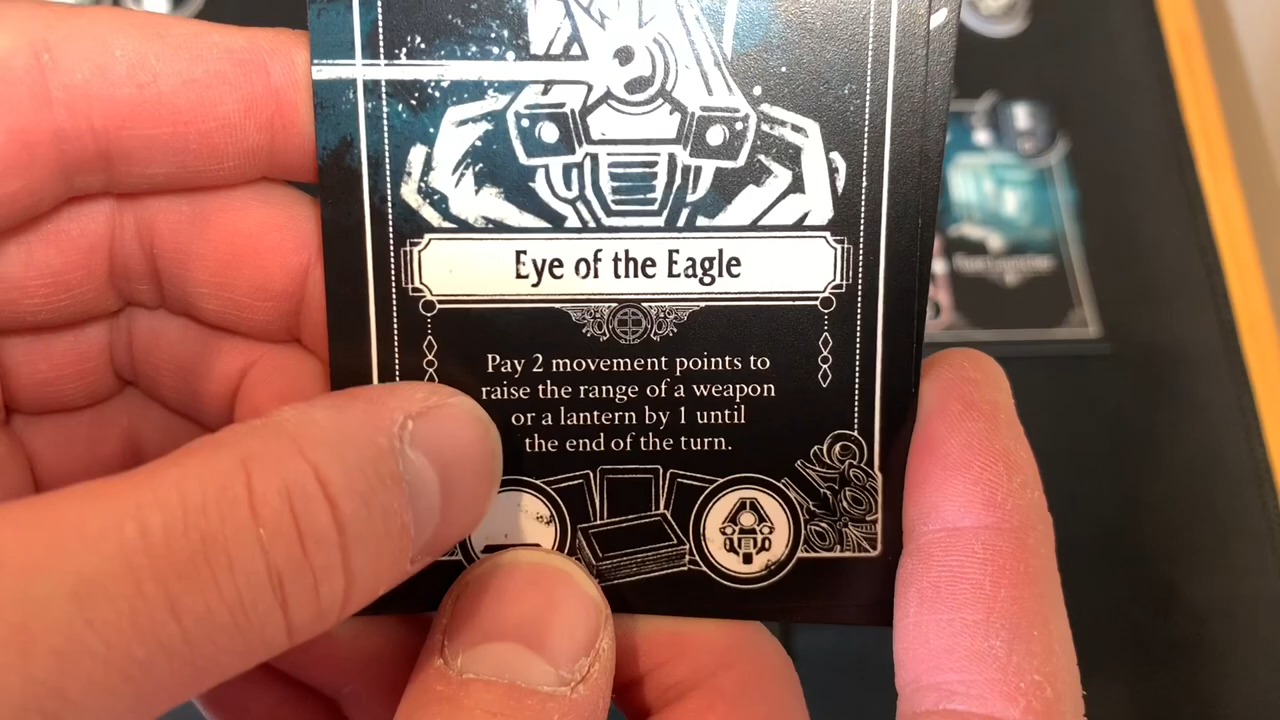 Eye of the Eagle
Pay 2 movement points to
raise the range of a weapon
or a lantern by 1 until
the end of the turn.